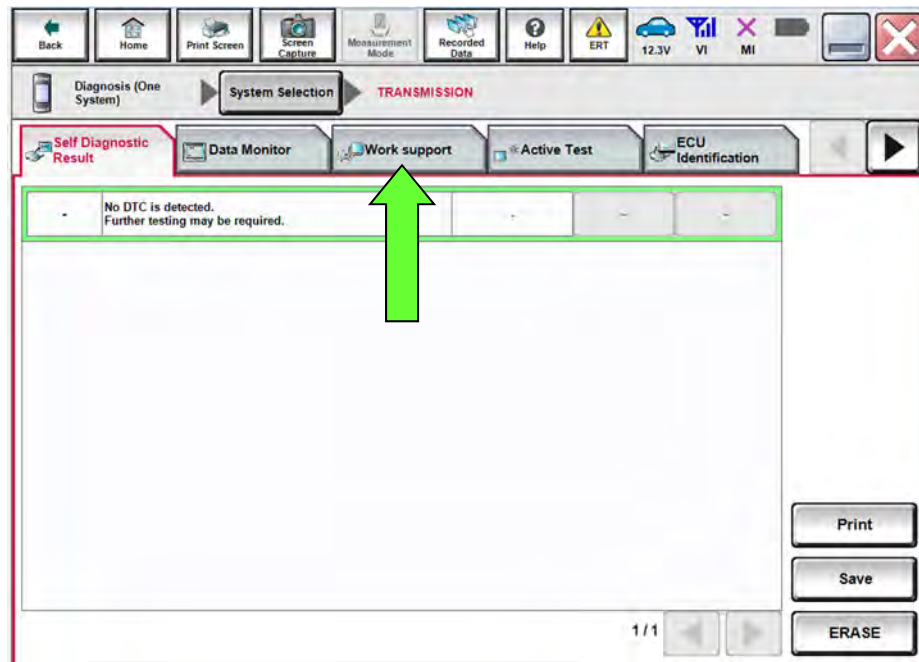 Back
Home
Print Screen
Screen
Capture
Measurement
Mode
Recorded
Data
Help
ERT
12.3V
VI
MI
Diagnosis (One
System)
System Selection
TRANSMISSION
Self Diagnostic
Result
Data Monitor
Work support
Active Test
ECU
Identification
- No DTC is detected.
Further testing may be required.
- - -
Print
Save
1/1
ERASE